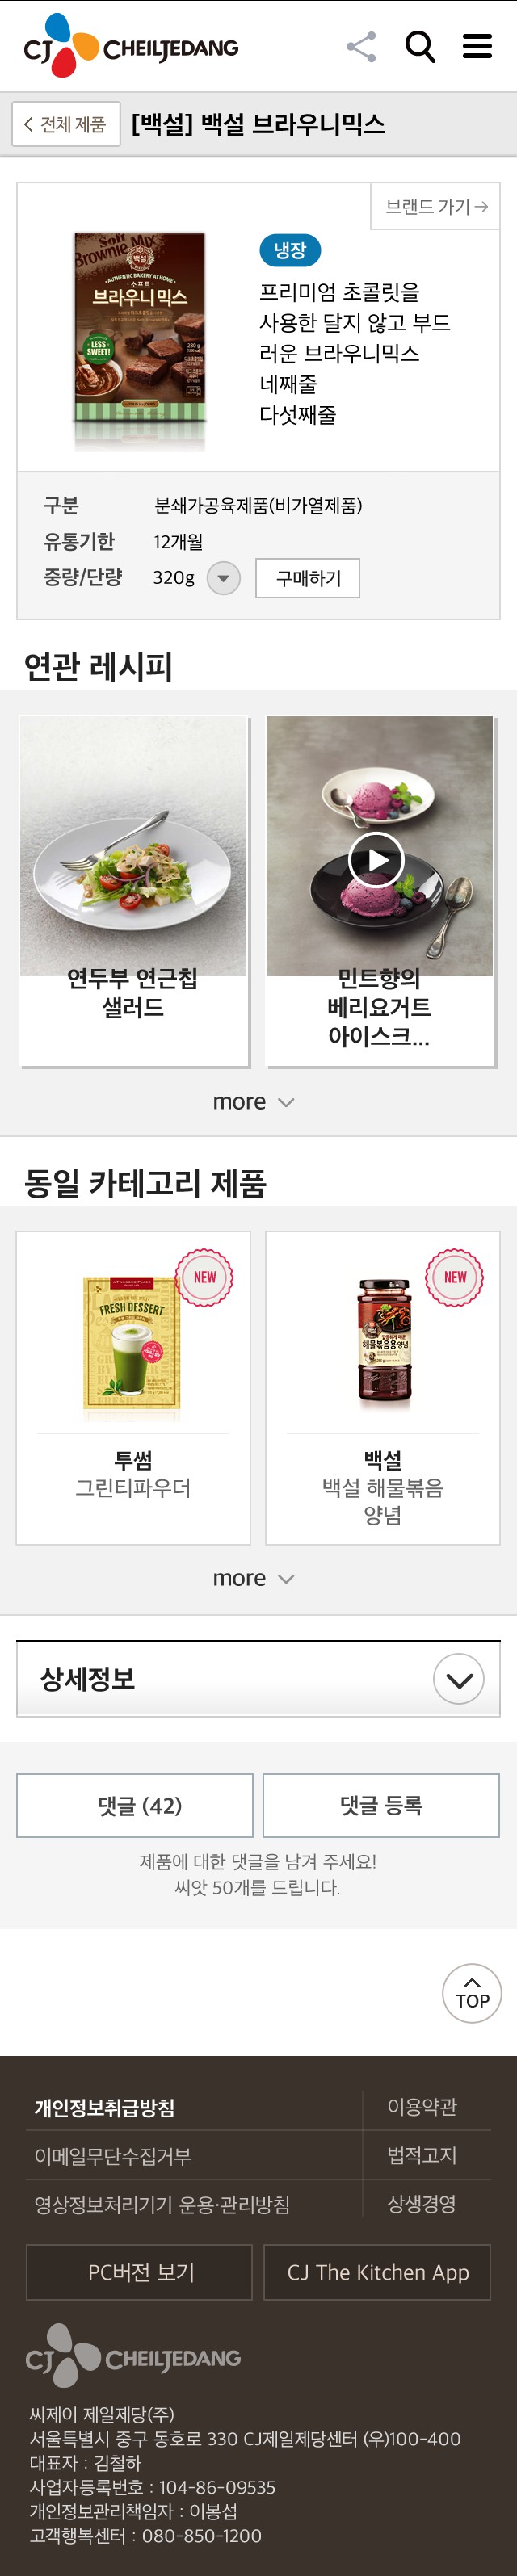 CJ CHEILJEDANG
전체 제품
[백설] 백설 브라우니믹스
브랜드 가기
Soft
Brownie Mix
백설
AUTHENTIC BAKERY AT HOME
소프트
브라우니 믹스
LESS
SWEET!
280 g
냉장
프리미엄 초콜릿을
사용한 달지 않고 부드
러운 브라우니믹스
네째줄
다섯째줄
구분 분쇄가공육제품(비가열제품)
유통기한 12개월
중량/단량 320g 구매하기
연관 레시피
연두부 연근칩
샐러드
민트향의
베리요거트
아이스크...
more
동일 카테고리 제품
NEW
A TWOSOME PLACE
FRESH DESSERT
투썸
그린티파우더
NEW
백설
해물볶음용양념
백설
백설 해물볶음
양념
more
상세정보
댓글 (42) 댓글 등록
제품에 대한 댓글을 남겨 주세요!
씨앗 50개를 드립니다.
TOP
개인정보취급방침 이용약관
이메일무단수집거부 법적고지
영상정보처리기기 운용·관리방침 상생경영
PC버전 보기 CJ The Kitchen App
CJ CHEILJEDANG
씨제이 제일제당(주)
서울특별시 중구 동호로 330 CJ제일제당센터 (우)100-400
대표자 : 김철하
사업자등록번호 : 104-86-09535
개인정보관리책임자 : 이봉섭
고객행복센터 : 080-850-1200